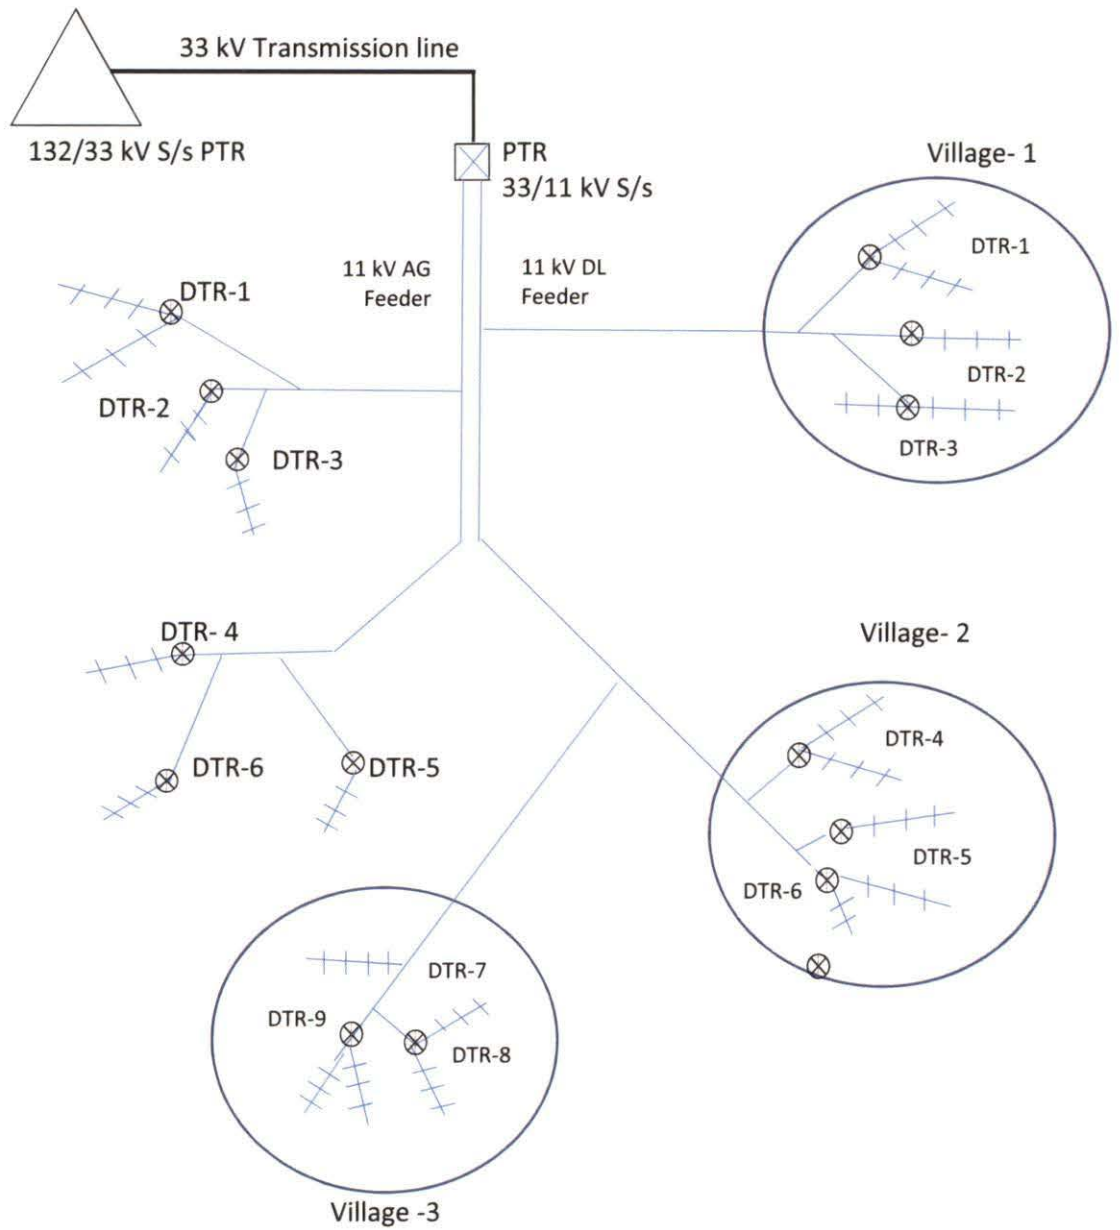 33 kV Transmission line
132/33 kV S/s PTR
PTR
33/11 kV S/s
Village- 1
DTR-1
DTR-2
DTR-3
11 kV AG
Feeder
11 kV DL
Feeder
DTR-1
DTR-2
DTR-3
DTR- 4
DTR-6
DTR-5
Village- 2
DTR-4
DTR-5
DTR-6
DTR-7
DTR-9
DTR-8
Village -3